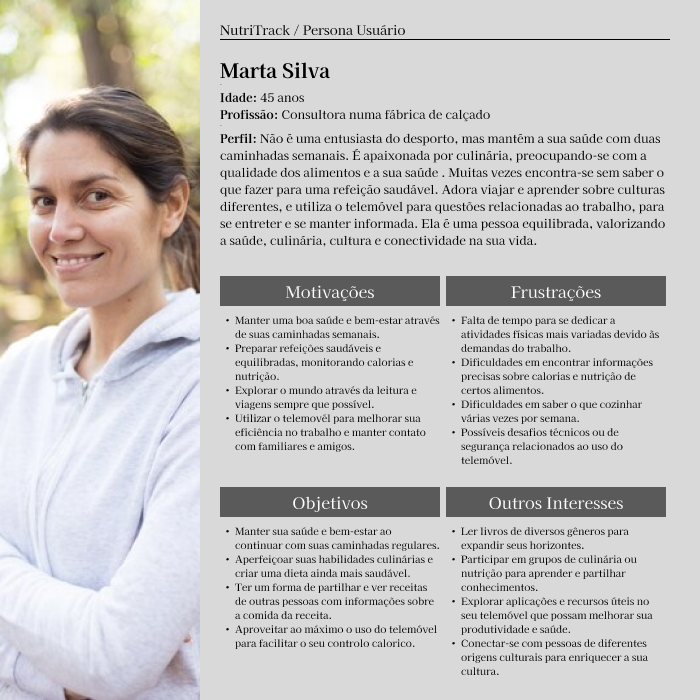 NutriTrack / Persona Usuário
Marta Silva
Idade: 45 anos
Profissão: Consultora numa fábrica de calçado
Perfil: Não é uma entusiasta do desporto, mas mantêm a sua saúde com duas
caminhadas semanais. É apaixonada por culinária, preocupando-se com a
qualidade dos alimentos e a sua saúde . Muitas vezes encontra-se sem saber o
que fazer para uma refeição saudável. Adora viajar e aprender sobre culturas
diferentes, e utiliza o telemóvel para questões relacionadas ao trabalho, para
se entreter e se manter informada. Ela é uma pessoa equilibrada, valorizando
a saúde, culinária, cultura e conectividade na sua vida.
Motivações
• Manter uma boa saúde e bem-estar através
de suas caminhadas semanais.
• Preparar refeições saudáveis e
equilibradas, monitorando calorias e
nutrição.
• Explorar o mundo através da leitura e
viagens sempre que possível.
• Utilizar o telemovél para melhorar sua
eficiência no trabalho e manter contato
com familiares e amigos.
Frustrações
• Falta de tempo para se dedicar a
atividades físicas mais variadas devido às
demandas do trabalho.
• Dificuldades em encontrar informações
precisas sobre calorias e nutrição de
certos alimentos.
• Dificuldades em saber o que cozinhar
várias vezes por semana.
• Possíveis desafios técnicos ou de
segurança relacionados ao uso do
telemóvel.
Objetivos
• Manter sua saúde e bem-estar ao
continuar com suas caminhadas regulares.
• Aperfeiçoar suas habilidades culinárias e
criar uma dieta ainda mais saudável.
• Ter um forma de partilhar e ver receitas
de outras pessoas com informações sobre
a comida da receita.
• Aproveitar ao máximo o uso do telemóvel
para facilitar o seu controlo calorico.
Outros Interesses
• Ler livros de diversos gêneros para
expandir seus horizontes.
• Participar em grupos de culinária ou
nutrição para aprender e partilhar
conhecimentos.
• Explorar aplicações e recursos úteis no
seu telemóvel que possam melhorar sua
produtividade e saúde.
• Conectar-se com pessoas de diferentes
origens culturais para enriquecer a sua
cultura.